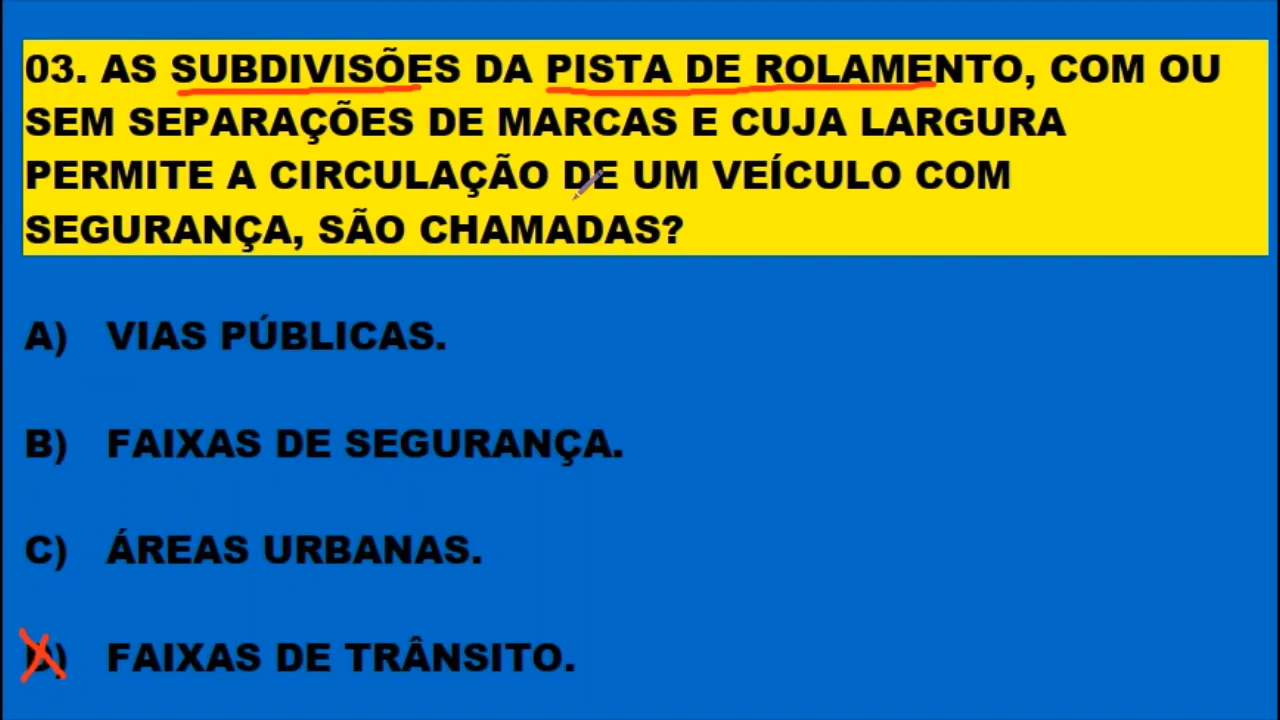 03. AS SUBDIVISÕES DA PISTA DE ROLAMENTO, COM OU
SEM SEPARAÇÕES DE MARCAS E CUJA LARGURA
PERMITE A CIRCULAÇÃO DE UM VEÍCULO COM
SEGURANÇA, SÃO CHAMADAS?
A) VIAS PÚBLICAS.
B) FAIXAS DE SEGURANÇA.
C) ÁREAS URBANAS.
D) FAIXAS DE TRÂNSITO.